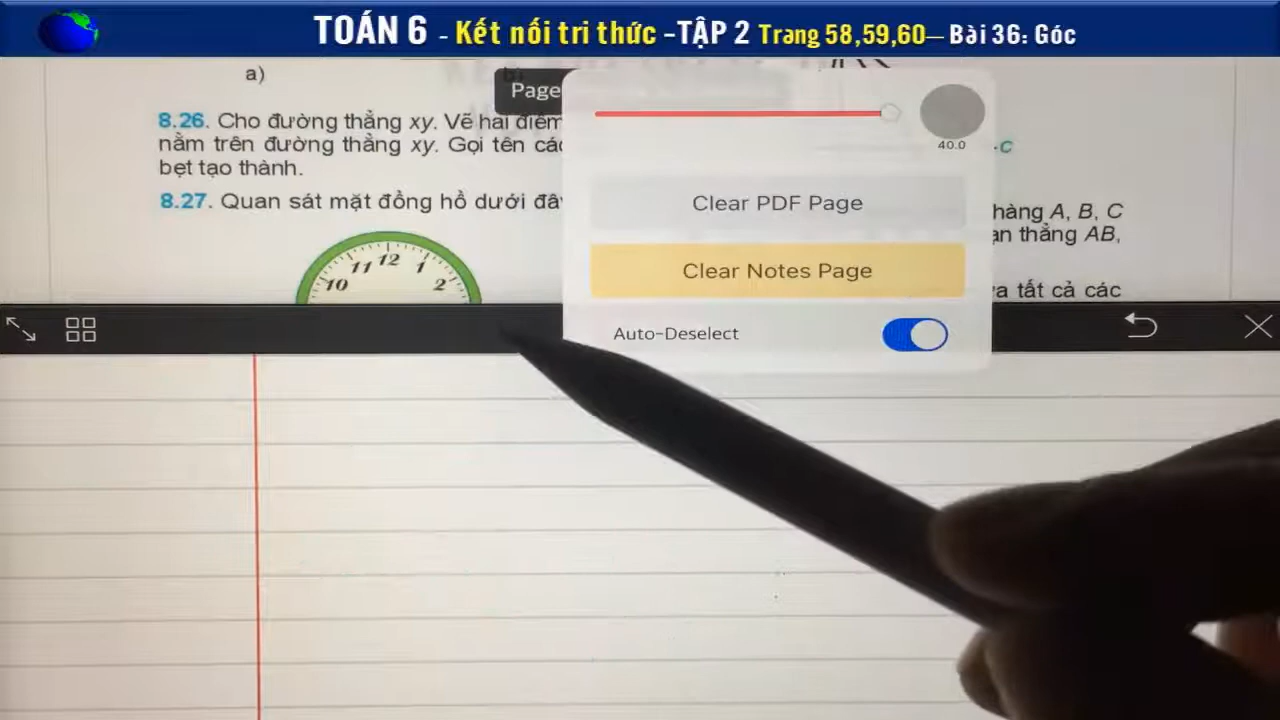 TOÁN 6 - Kết nối tri thức -TẬP 2 Trang 58,59,60– Bài 36: Góc
a)
Page
8.26. Cho đường thẳng xy. Vẽ hai điểm
nằm trên đường thẳng xy. Gọi tên các
bẹt tạo thành.
8.27. Quan sát mặt đồng hồ dưới đâ
10 11 12 1 2
40.0
Clear PDF Page
Clear Notes Page
Auto-Deselect
C
hàng A, B, C
thẳng AB,
tất cả các